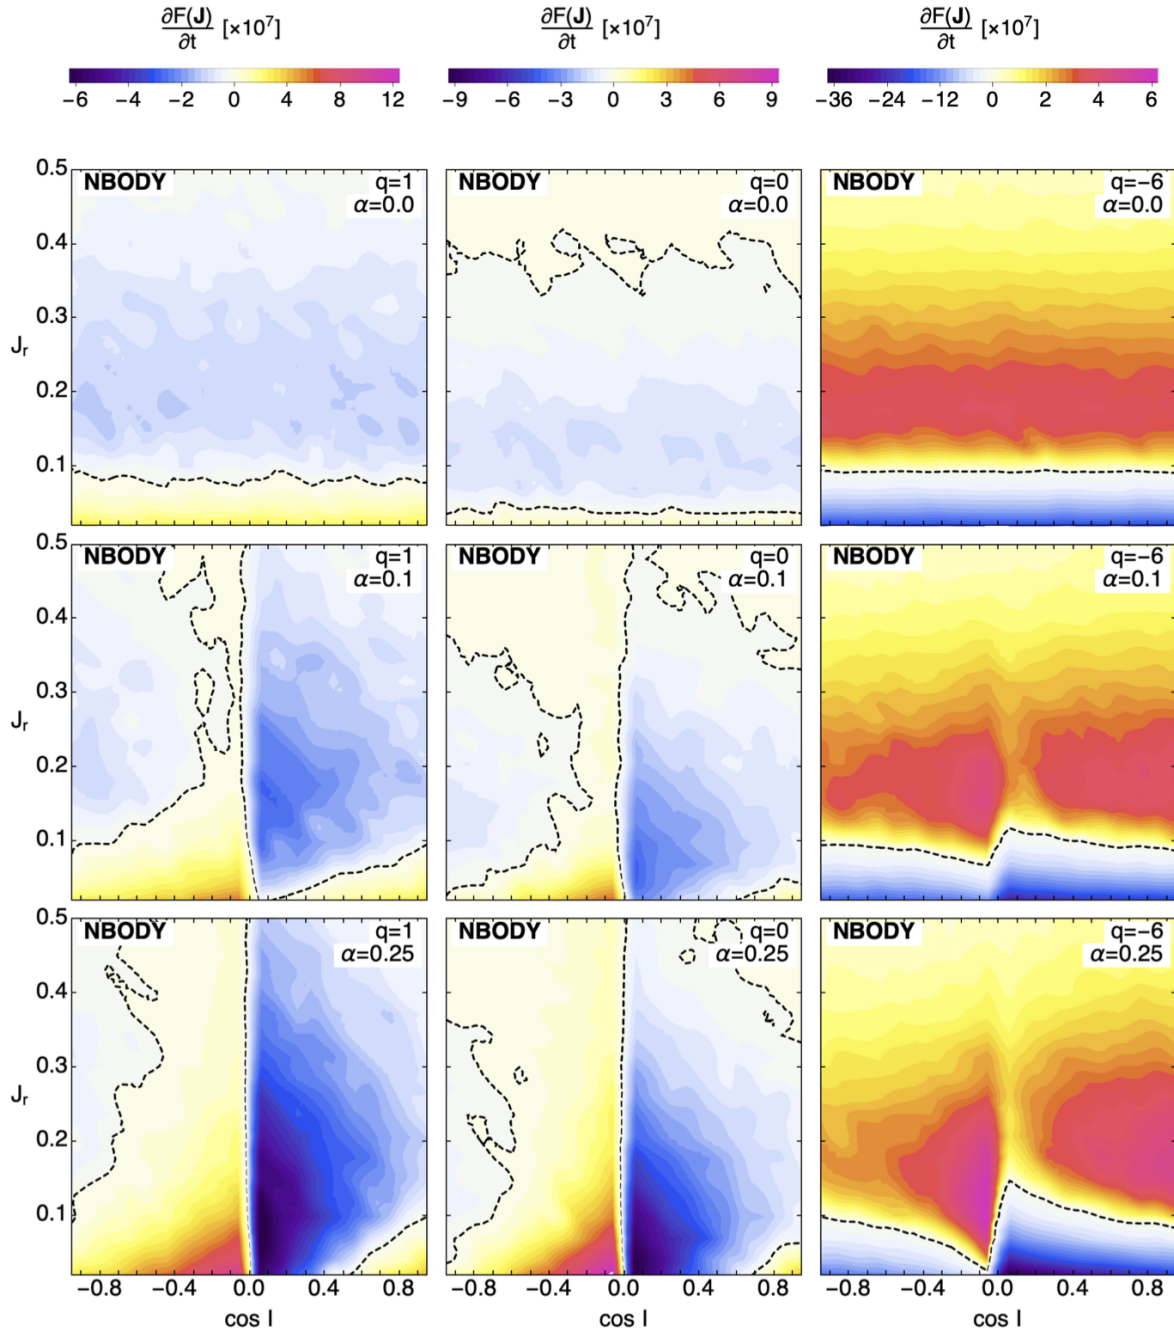 ∂F(J)/∂t [×10⁷] ∂F(J)/∂t [×10⁷] ∂F(J)/∂t [×10⁷]
−6 −4 −2 0 4 8 12 −9 −6 −3 0 3 6 9 −36 −24 −12 0 2 4 6
0.5 NBODY q=1 NBODY q=0 NBODY q=−6
α=0.0 α=0.0 α=0.0
0.4
0.3
Jr
0.2
0.1
0.5 NBODY q=1 NBODY q=0 NBODY q=−6
α=0.1 α=0.1 α=0.1
0.4
0.3
Jr
0.2
0.1
0.5 NBODY q=1 NBODY q=0 NBODY q=−6
α=0.25 α=0.25 α=0.25
0.4
0.3
Jr
0.2
0.1
−0.8 −0.4 0.0 0.4 0.8 −0.8 −0.4 0.0 0.4 0.8 −0.8 −0.4 0.0 0.4 0.8
cos I cos I cos I